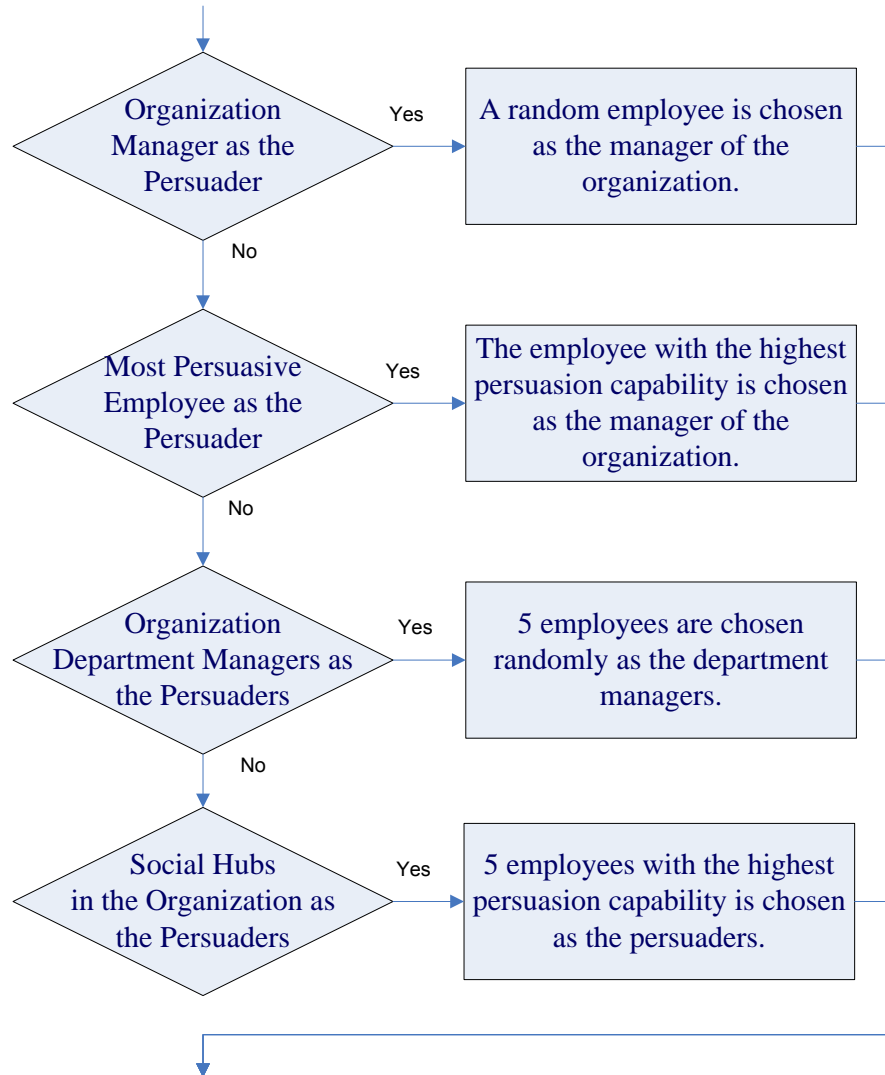 Organization
Manager as the
Persuader
Yes
A random employee is chosen
as the manager of the
organization.
No
Most Persuasive
Employee as the
Persuader
Yes
The employee with the highest
persuasion capability is chosen
as the manager of the
organization.
No
Organization
Department Managers as
the Persuaders
Yes
5 employees are chosen
randomly as the department
managers.
No
Social Hubs
in the Organization as
the Persuaders
Yes
5 employees with the highest
persuasion capability is chosen
as the persuaders.